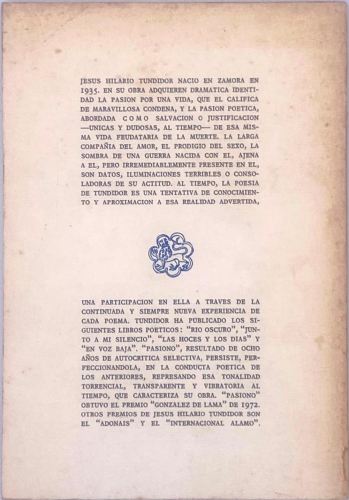 JESUS HILARIO TUNDIDOR NACIO EN ZAMORA EN
1935. EN SU OBRA ADQUIEREN DRAMATICA IDENTI-
DAD LA PASION POR UNA VIDA, QUE EL CALIFICA
DE MARAVILLOSA CONDENA, Y LA PASION POETICA,
ABORDADA COMO SALVACION O JUSTIFICACION
—UNICAS Y DUDOSAS, AL TIEMPO— DE ESA MIS-
MA VIDA FEUDATARIA DE LA MUERTE. LA LARGA
COMPAÑIA DEL AMOR, EL PRODIGIO DEL SEXO, LA
SOMBRA DE UNA GUERRA NACIDA CON EL, AJENA
A EL, PERO IRREMEDIABLEMENTE PRESENTE EN EL,
SON DATOS, ILUMINACIONES TERRIBLES O CONSO-
LADORAS DE SU ACTITUD. AL TIEMPO, LA POESIA
DE TUNDIDOR ES UNA TENTATIVA DE CONOCIMIEN-
TO Y APROXIMACION A ESA REALIDAD ADVERTIDA,
UNA PARTICIPACION EN ELLA A TRAVES DE LA
CONTINUADA Y SIEMPRE NUEVA EXPERIENCIA DE
CADA POEMA. TUNDIDOR HA PUBLICADO LOS SI-
GUIENTES LIBROS POETICOS: "RIO OSCURO", "JUN-
TO A MI SILENCIO", "LAS HOCES Y LOS DIAS" Y
"EN VOZ BAJA". "PASIONO", RESULTADO DE OCHO
AÑOS DE AUTOCRITICA SELECTIVA, PERSISTE, PER-
FECCIONANDOLA, EN LA CONDUCTA POETICA DE
LOS ANTERIORES, REPRESANDO ESA TONALIDAD
TORRENCIAL, TRANSPARENTE Y VIBRATORIA AL
TIEMPO, QUE CARACTERIZA SU OBRA. "PASIONO"
OBTUVO EL PREMIO "GONZALEZ DE LAMA" DE 1972.
OTROS PREMIOS DE JESUS HILARIO TUNDIDOR SON
EL "ADONAIS" Y EL "INTERNACIONAL ALAMO".